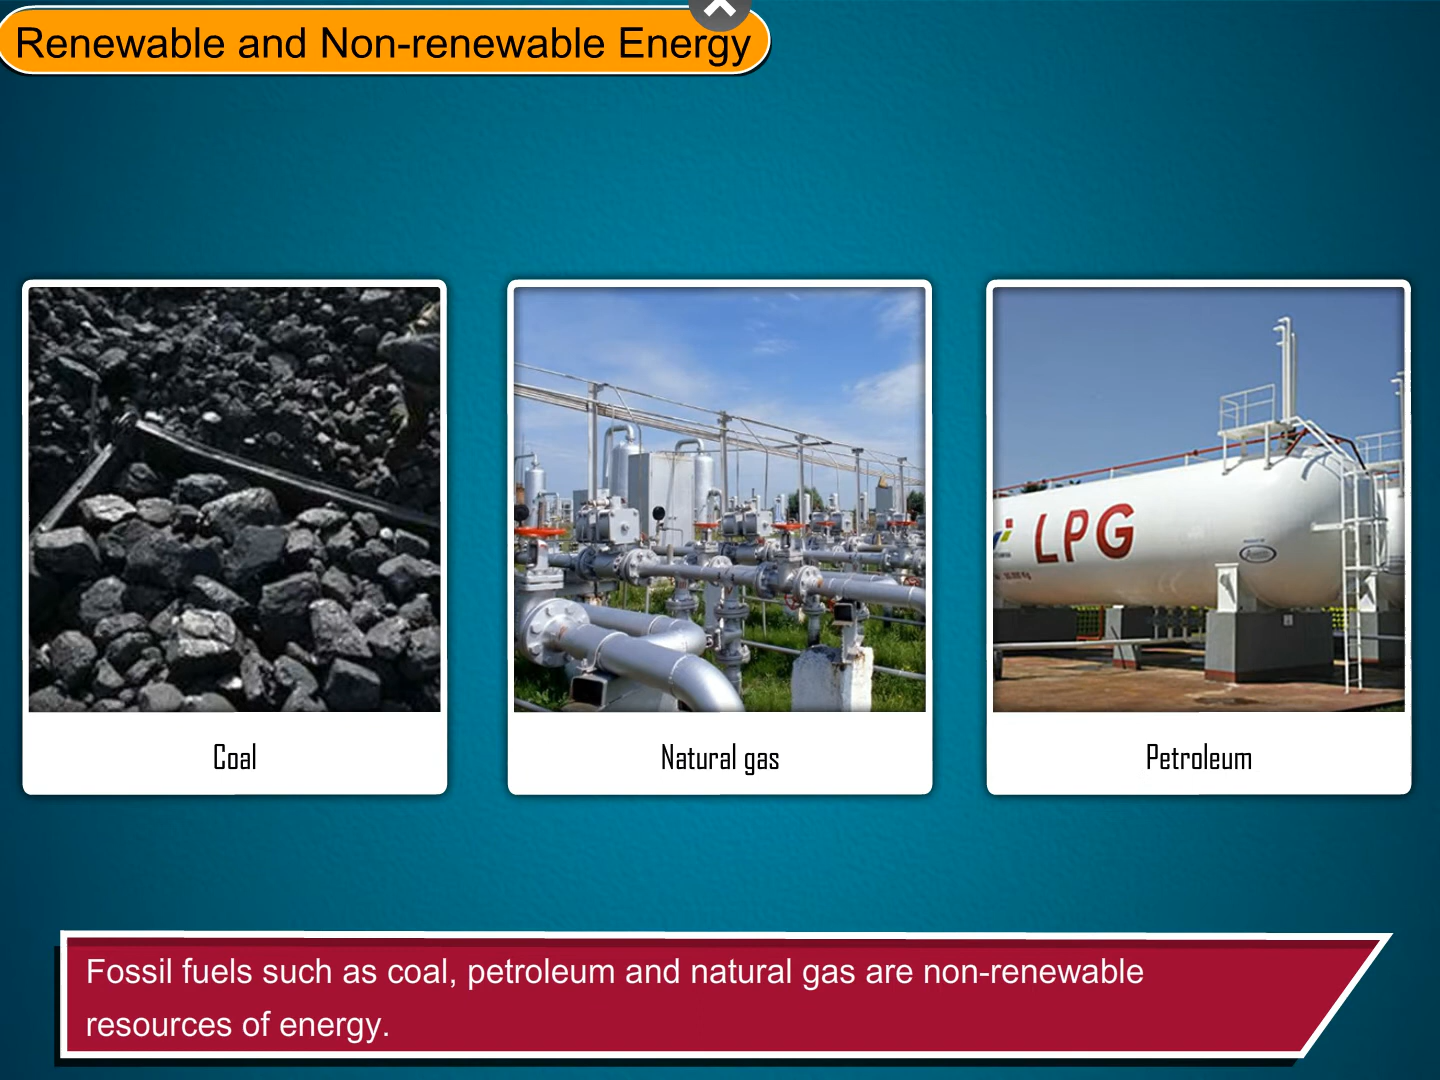 Renewable and Non-renewable Energy
LPG
Coal
Natural gas
Petroleum
Fossil fuels such as coal, petroleum and natural gas are non-renewable
resources of energy.